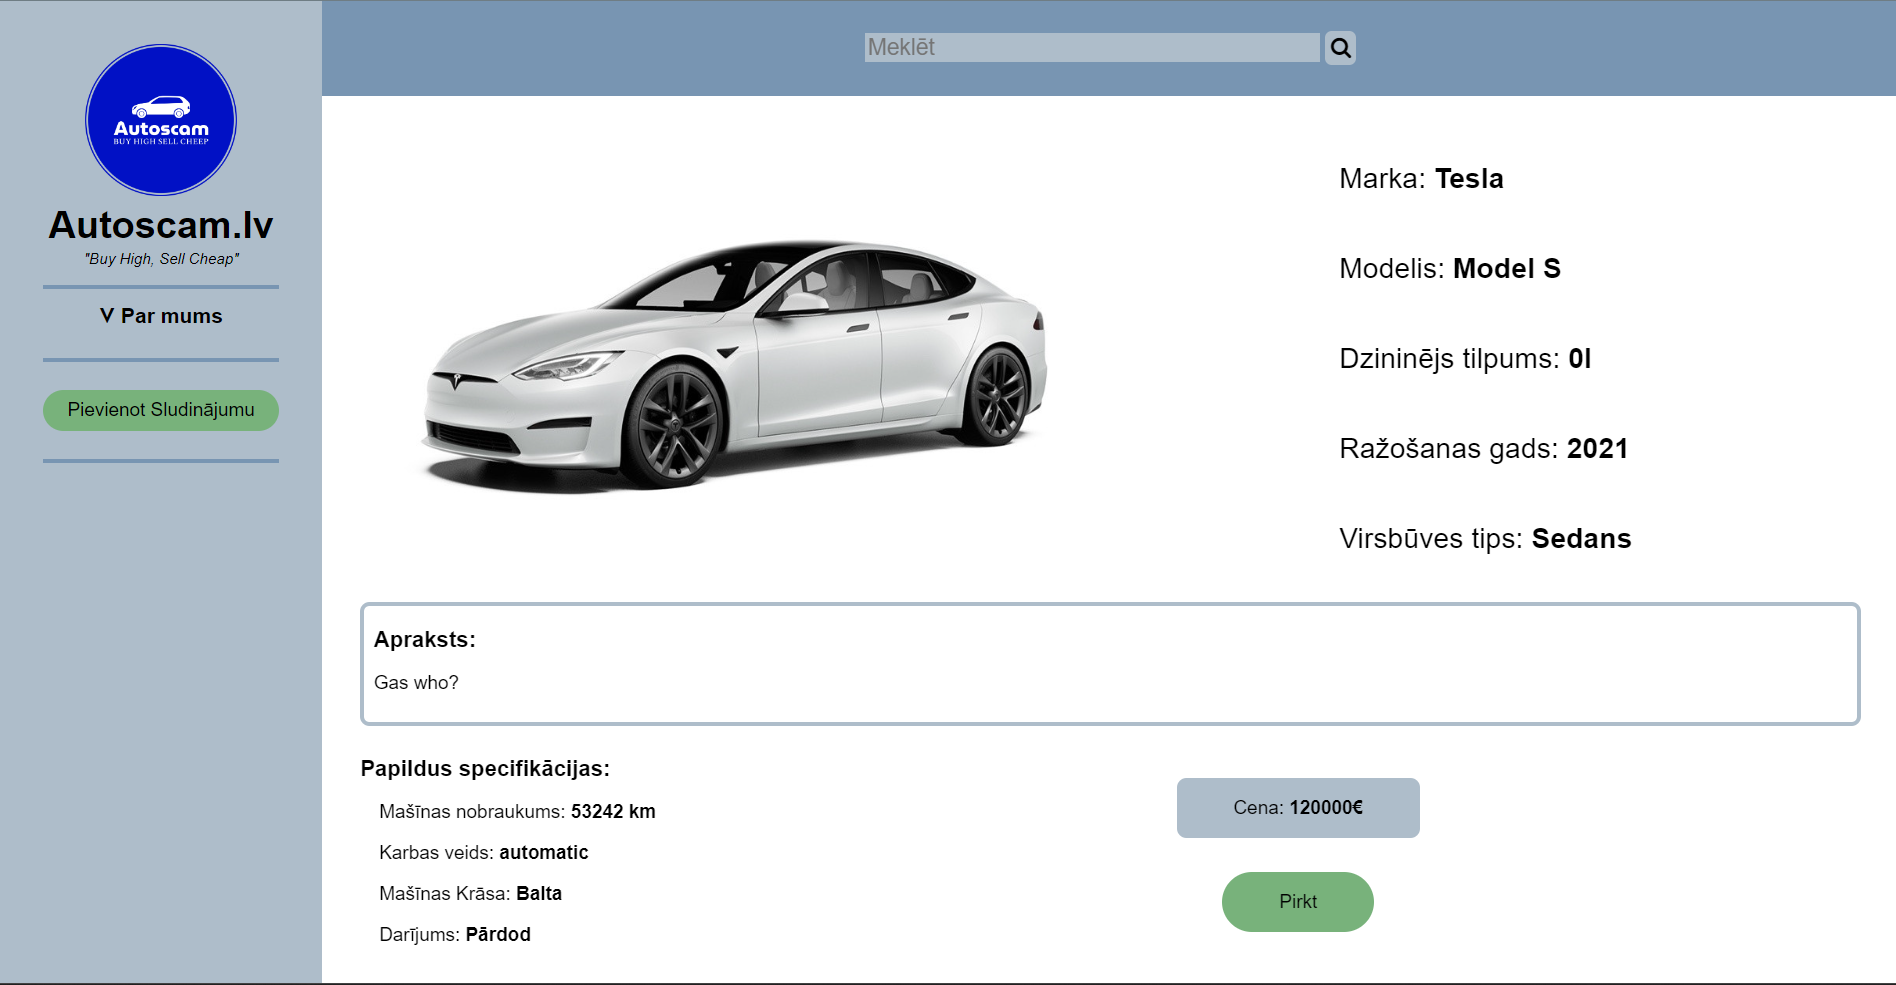 Autoscam
BUY HIGH SELL CHEEP
Autoscam.lv
"Buy High, Sell Cheap"
V Par mums
Pievienot Sludinājumu
Meklēt
Marka: Tesla
Modelis: Model S
Dzininējs tilpums: 0l
Ražošanas gads: 2021
Virsbūves tips: Sedans
Apraksts:
Gas who?
Papildus specifikācijas:
Mašīnas nobraukums: 53242 km
Karbas veids: automatic
Mašīnas Krāsa: Balta
Darījums: Pārdod
Cena: 120000€
Pirkt